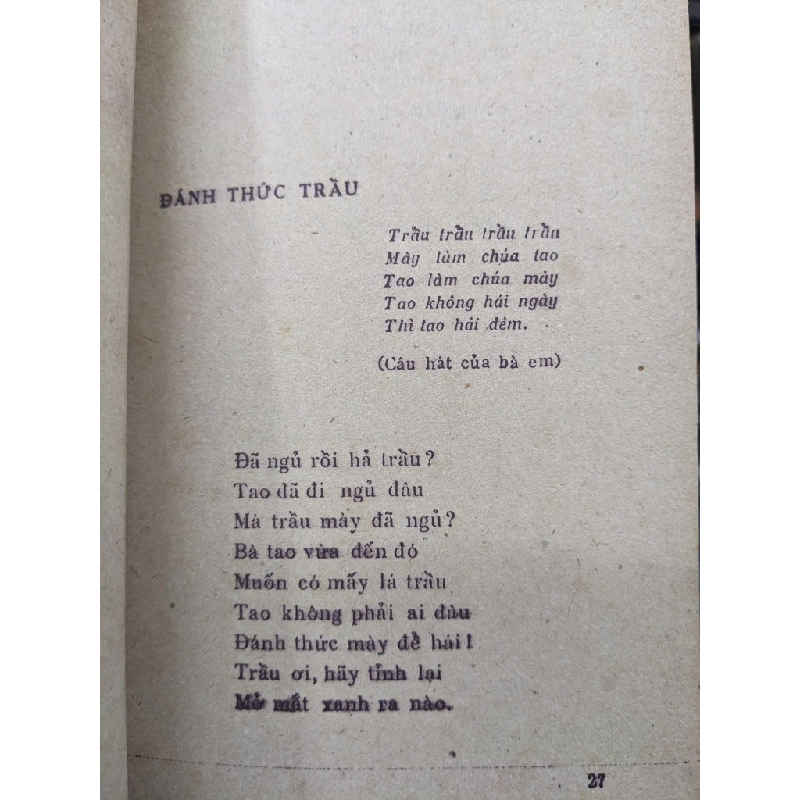 ĐÁNH THỨC TRẦU
Trầu trầu trầu trầu
Mày làm chúa tao
Tao làm chúa mày
Tao không hái ngày
Thì tao hái đêm.
(Câu hát của bà em)
Đã ngủ rồi hả trầu?
Tao đã đi ngủ đâu
Mà trầu mày đã ngủ?
Bà tao vừa đến đó
Muốn có mấy lá trầu
Tao không phải ai đâu
Đánh thức mày để hái!
Trầu ơi, hãy tỉnh lại
Mở mắt xanh ra nào.
27